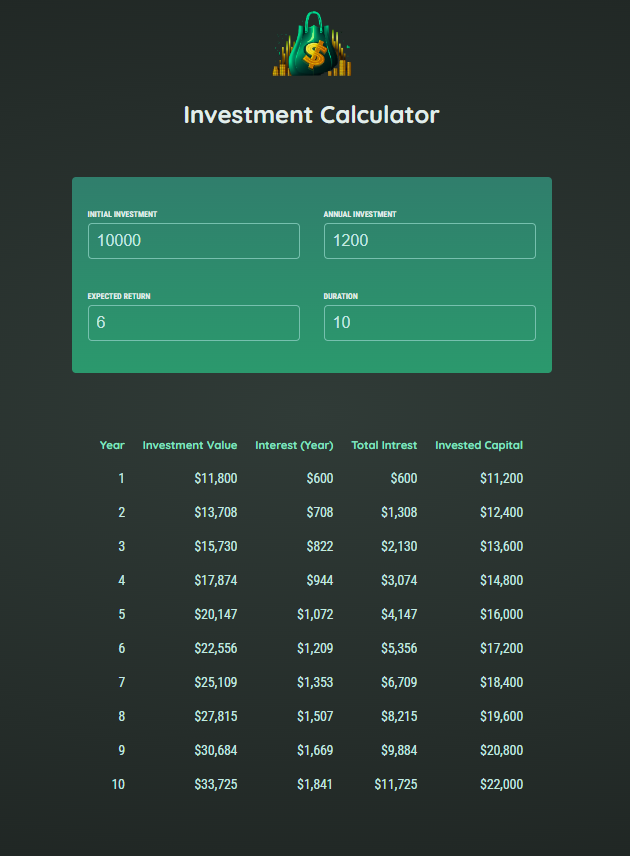 $
Investment Calculator
INITIAL INVESTMENT ANNUAL INVESTMENT
10000 1200
EXPECTED RETURN DURATION
6 10
Year Investment Value Interest (Year) Total Intrest Invested Capital
1 $11,800 $600 $600 $11,200
2 $13,708 $708 $1,308 $12,400
3 $15,730 $822 $2,130 $13,600
4 $17,874 $944 $3,074 $14,800
5 $20,147 $1,072 $4,147 $16,000
6 $22,556 $1,209 $5,356 $17,200
7 $25,109 $1,353 $6,709 $18,400
8 $27,815 $1,507 $8,215 $19,600
9 $30,684 $1,669 $9,884 $20,800
10 $33,725 $1,841 $11,725 $22,000